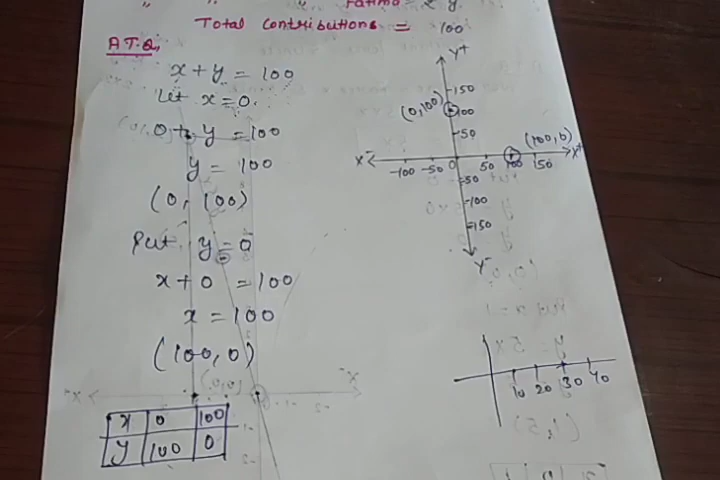 " " " Fatima = ₹ y
Total contributions = 100
A.T.Q,
x + y = 100
Let x = 0.
0 + y = 100
y = 100
(0, 100)
Put, y = 0
x + 0 = 100
x = 100
(100, 0)
x 0 100
y 100 0
Y+
150
(0,100) 100
50
(100, 0)
X- -100 -50 0 50 100 150 X+
-50
-100
-150
Y-
10 20 30 40